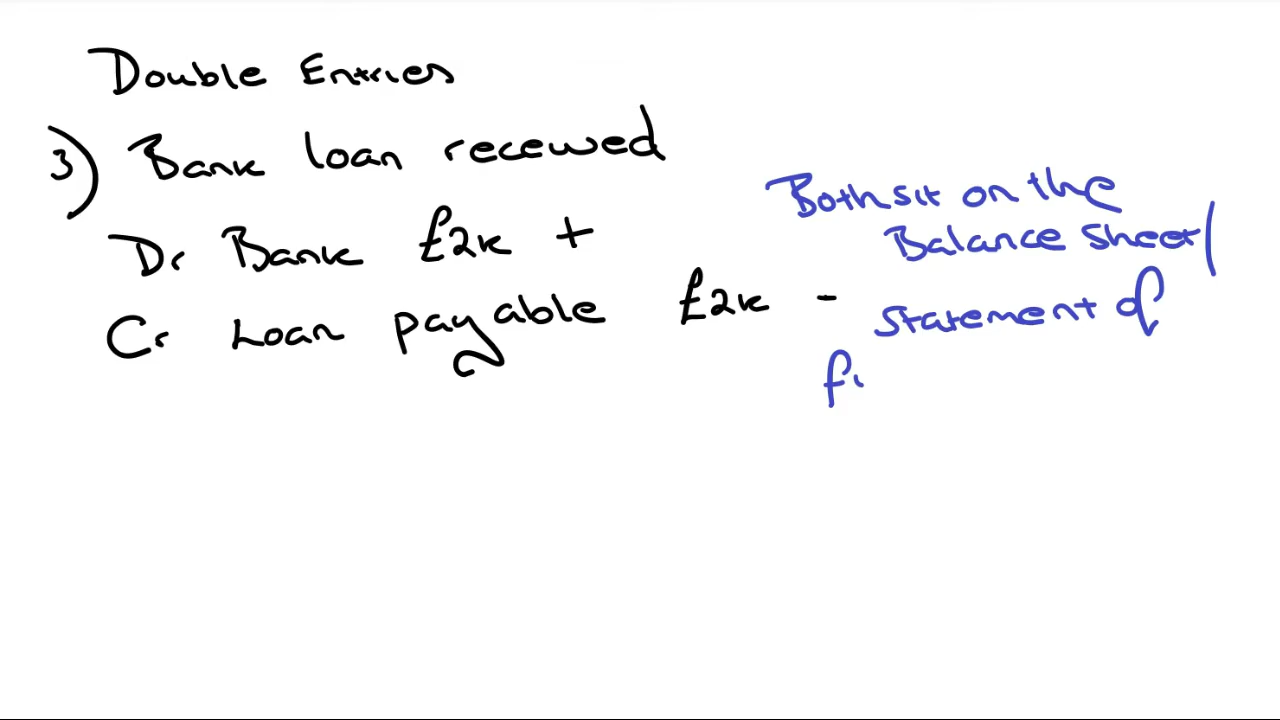 Double Entries
3) Bank loan received
Dr Bank £2k +
Cr Loan payable £2k -
Both sit on the
Balance sheet/
statement of
fi